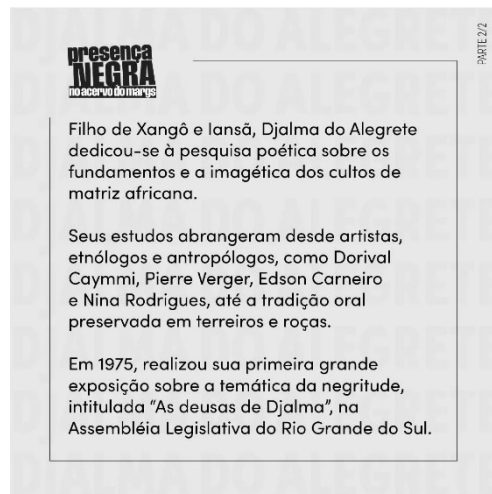 PARTE 2/2
presença
NEGRA
no acervo do margs
Filho de Xangô e Iansã, Djalma do Alegrete
dedicou-se à pesquisa poética sobre os
fundamentos e a imagética dos cultos de
matriz africana.
Seus estudos abrangeram desde artistas,
etnólogos e antropólogos, como Dorival
Caymmi, Pierre Verger, Edson Carneiro
e Nina Rodrigues, até a tradição oral
preservada em terreiros e roças.
Em 1975, realizou sua primeira grande
exposição sobre a temática da negritude,
intitulada “As deusas de Djalma”, na
Assembléia Legislativa do Rio Grande do Sul.